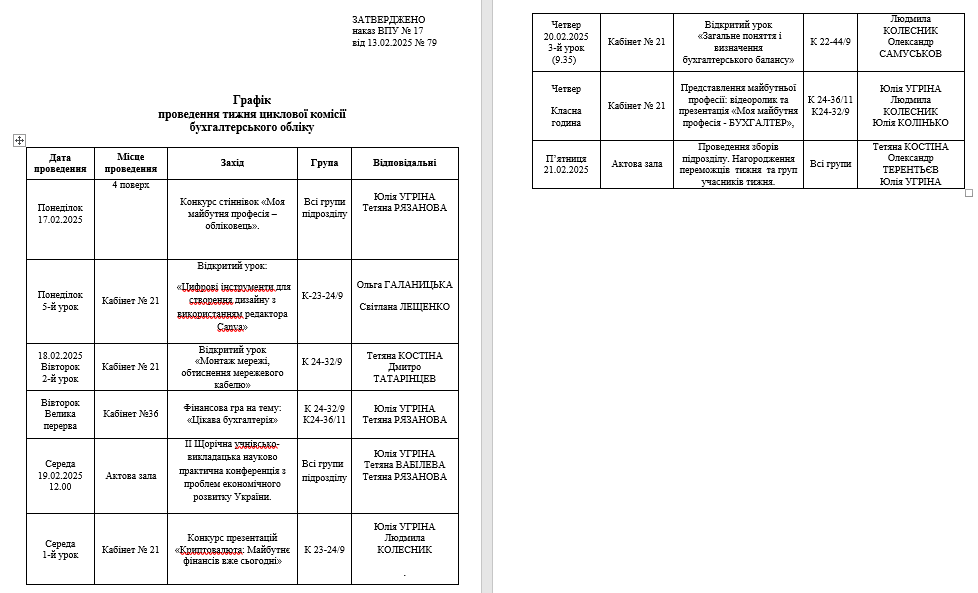 ЗАТВЕРДЖЕНО
наказ ВПУ № 17
від 13.02.2025 № 79
Графік
проведення тижня циклової комісії
бухгалтерського обліку
Дата проведення
Місце проведення
Захід
Група
Відповідальні
Понеділок
17.02.2025
4 поверх
Конкурс стіннівок «Моя
майбутня професія –
обліковець».
Всі групи
підрозділу
Юлія УГРІНА
Тетяна РЯЗАНОВА
Понеділок
5-й урок
Кабінет № 21
Відкритий урок:
«Цифрові інструменти для
створення дизайну з
використанням редактора
Canva»
К-23-24/9
Ольга ГАЛАНИЦЬКА
Світлана ЛЕЩЕНКО
18.02.2025
Вівторок
2-й урок
Кабінет № 21
Відкритий урок
«Монтаж мережі,
обтиснення мережевого
кабелю»
К 24-32/9
Тетяна КОСТІНА
Дмитро
ТАТАРІНЦЕВ
Вівторок
Велика
перерва
Кабінет №36
Фінансова гра на тему:
«Цікава бухгалтерія»
К 24-32/9
К24-36/11
Юлія УГРІНА
Тетяна РЯЗАНОВА
Середа
19.02.2025
12.00
Актова зала
ІІ Щорічна учнівсько-
викладацька науково
практична конференція з
проблем економічного
розвитку України.
Всі групи
підрозділу
Юлія УГРІНА
Тетяна ВАБІЛЕВА
Тетяна РЯЗАНОВА
Середа
1-й урок
Кабінет № 21
Конкурс презентацій
«Криптовалюта: Майбутнє
фінансів вже сьогодні»
К 23-24/9
Юлія УГРІНА
Людмила
КОЛЕСНИК
.
Четвер
20.02.2025
3-й урок
(9.35)
Кабінет № 21
Відкритий урок
«Загальне поняття і
визначення
бухгалтерського балансу»
К 22-44/9
Людмила
КОЛЕСНИК
Олександр
САМУСЬКОВ
Четвер
Класна
година
Кабінет № 21
Представлення майбутньої
професії: відеоролик та
презентація «Моя майбутня
професія - БУХГАЛТЕР»,
К 24-36/11
К24-32/9
Юлія УГРІНА
Людмила
КОЛЕСНИК
Юлія КОЛІНЬКО
П’ятниця
21.02.2025
Актова зала
Проведення зборів
підрозділу. Нагородження
переможців тижня та груп
учасників тижня.
Всі групи
Тетяна КОСТІНА
Олександр
ТЕРЕНТЬЄВ
Юлія УГРІНА